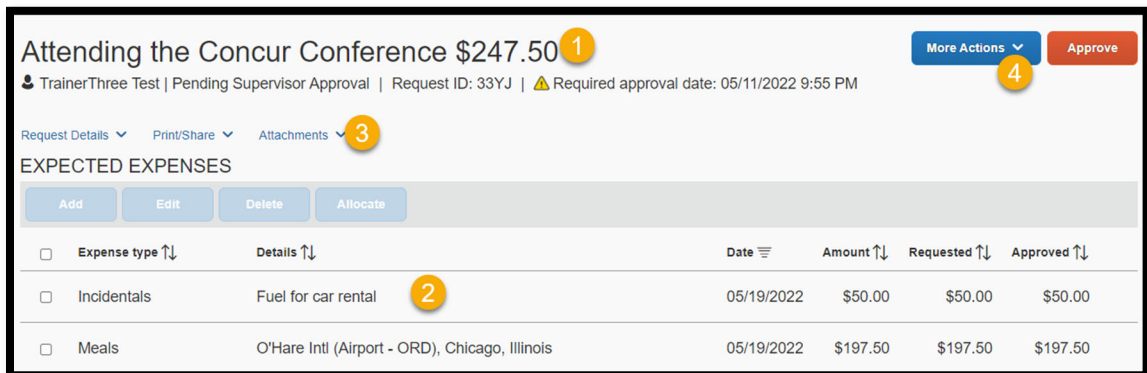 Attending the Concur Conference $247.50 1
More Actions 4 Approve
TrainerThree Test | Pending Supervisor Approval | Request ID: 33YJ | Required approval date: 05/11/2022 9:55 PM
Request Details Print/Share Attachments 3
EXPECTED EXPENSES
Add Edit Delete Allocate
Expense type Details Date Amount Requested Approved
Incidentals Fuel for car rental 2 05/19/2022 $50.00 $50.00 $50.00
Meals O'Hare Intl (Airport - ORD), Chicago, Illinois 05/19/2022 $197.50 $197.50 $197.50